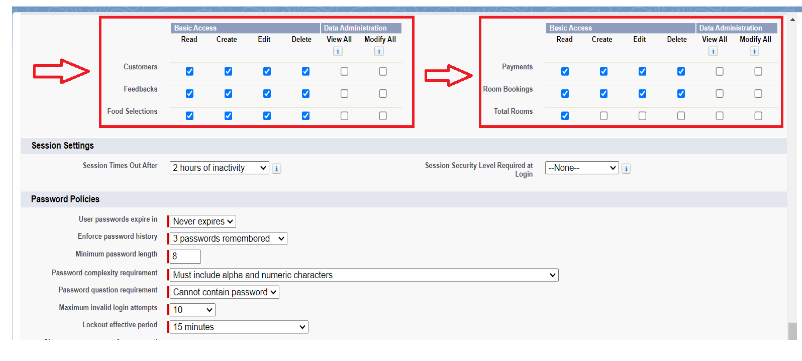 Basic Access Data Administration
Read Create Edit Delete View All Modify All
Customers
Feedbacks
Food Selections
Basic Access Data Administration
Read Create Edit Delete View All Modify All
Payments
Room Bookings
Total Rooms
Session Settings
Session Times Out After 2 hours of inactivity
Session Security Level Required at
Login
--None--
Password Policies
User passwords expire in Never expires
Enforce password history 3 passwords remembered
Minimum password length 8
Password complexity requirement Must include alpha and numeric characters
Password question requirement Cannot contain password
Maximum invalid login attempts 10
Lockout effective period 15 minutes